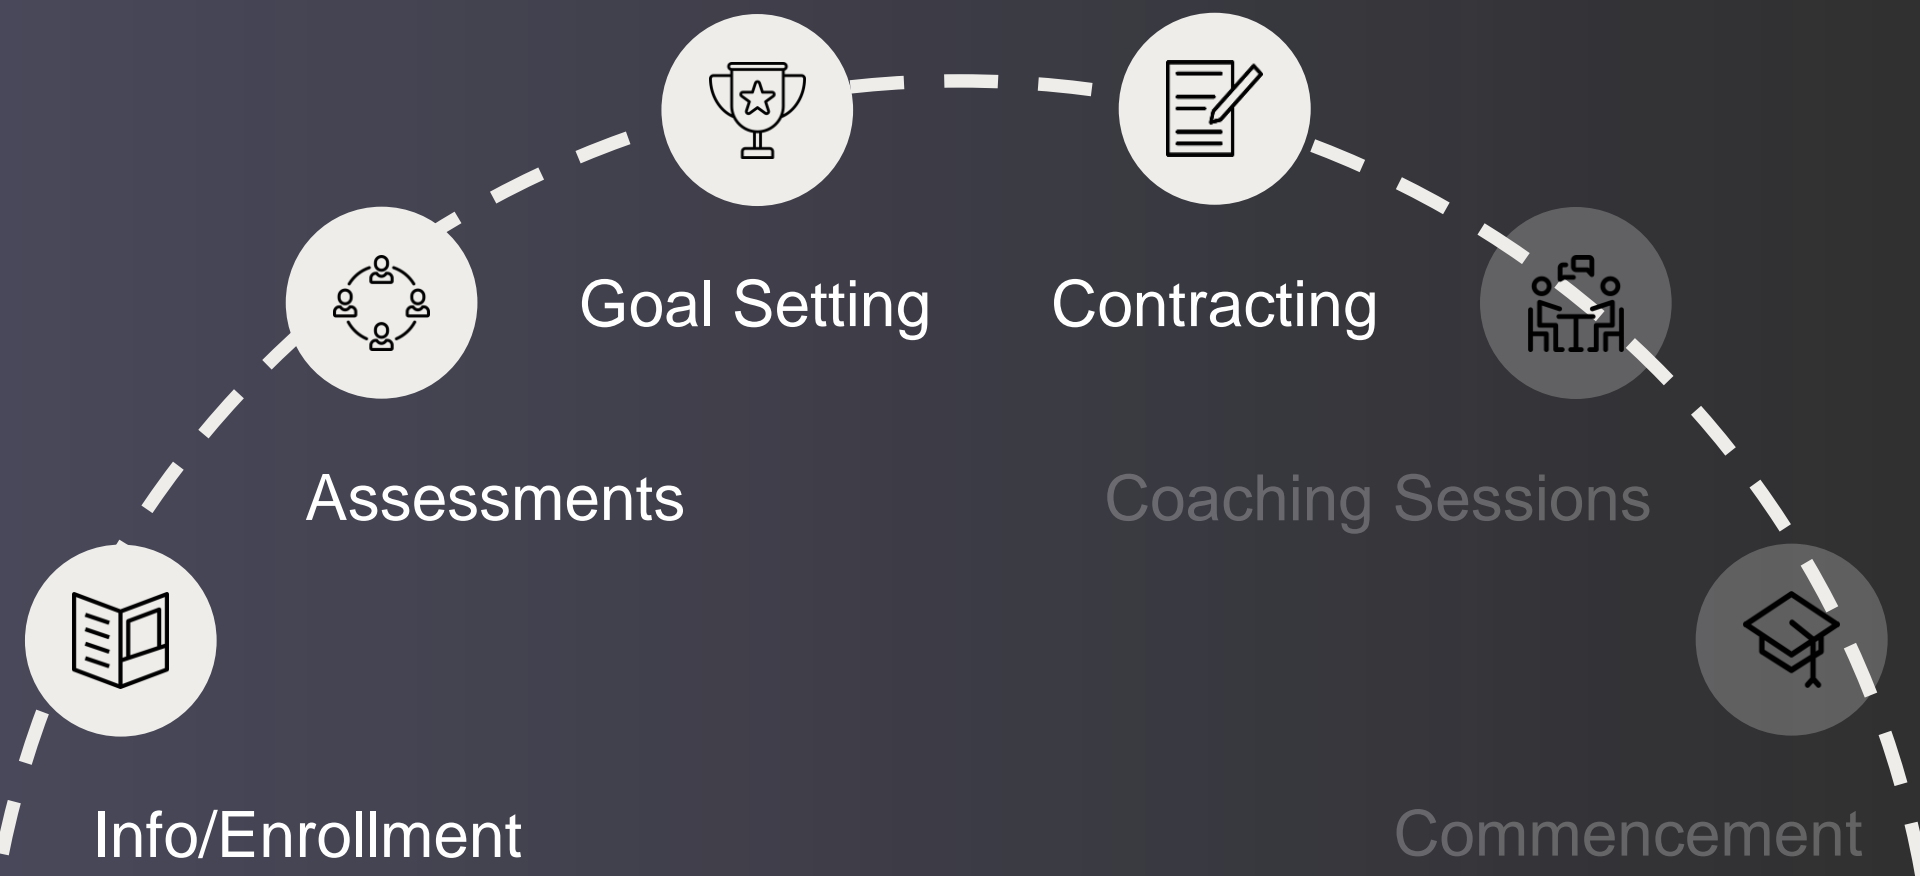 Info/Enrollment
Assessments
Goal Setting
Contracting
Coaching Sessions
Commencement